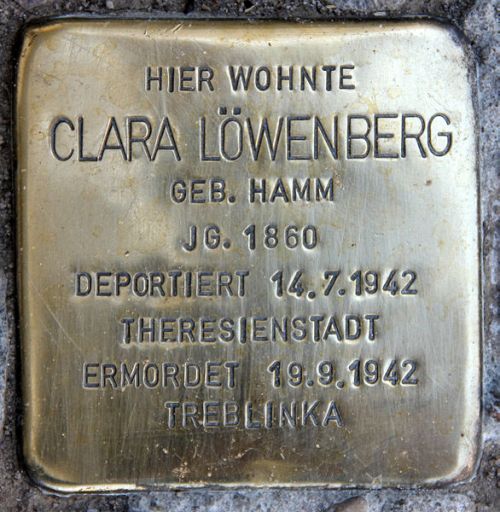 HIER WOHNTE
CLARA LÖWENBERG
GEB. HAMM
JG. 1860
DEPORTIERT 14.7.1942
THERESIENSTADT
ERMORDET 19.9.1942
TREBLINKA